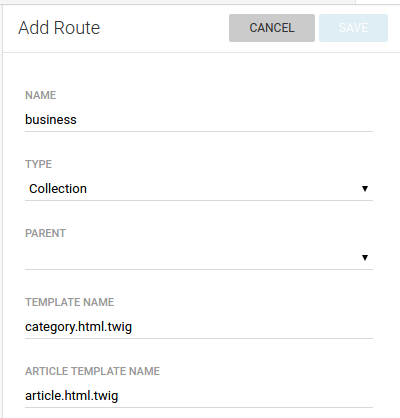 Add Route
CANCEL
SAVE
NAME
business
TYPE
Collection
PARENT
TEMPLATE NAME
category.html.twig
ARTICLE TEMPLATE NAME
article.html.twig